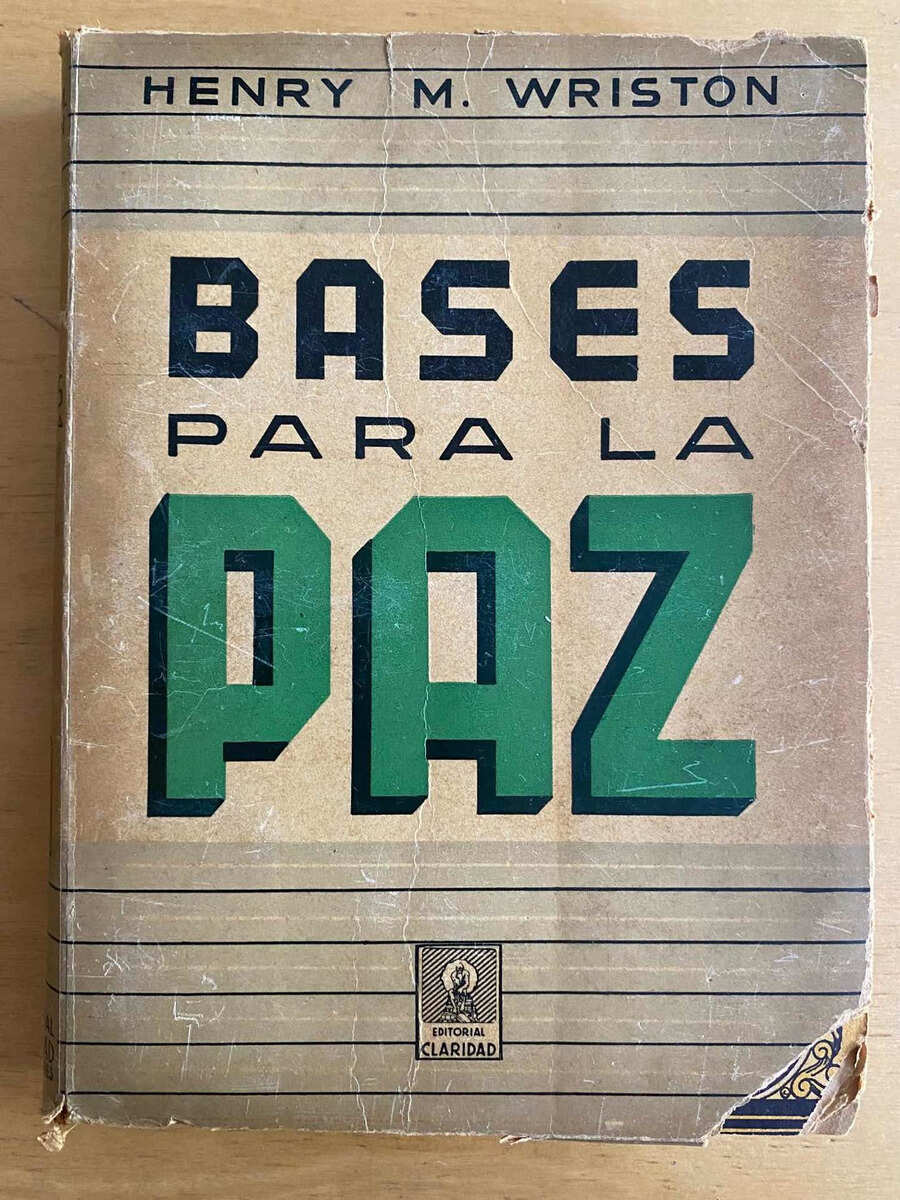 HENRY M. WRISTON
BASES
PARA LA
PAZ
EDITORIAL
CLARIDAD